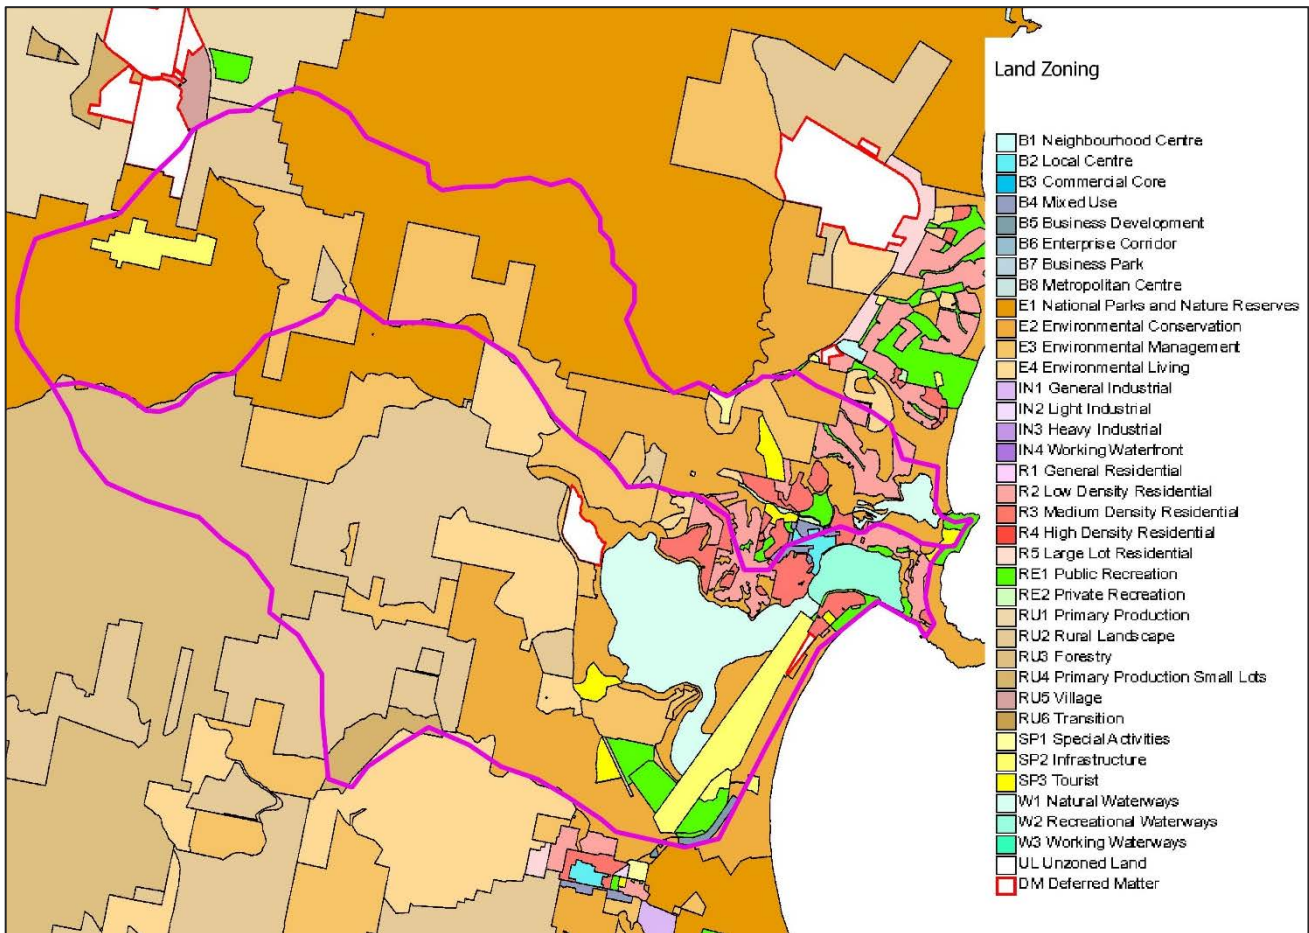 Land Zoning
B1 Neighbourhood Centre
B2 Local Centre
B3 Commercial Core
B4 Mixed Use
B5 Business Development
B6 Enterprise Corridor
B7 Business Park
B8 Metropolitan Centre
E1 National Parks and Nature Reserves
E2 Environmental Conservation
E3 Environmental Management
E4 Environmental Living
IN1 General Industrial
IN2 Light Industrial
IN3 Heavy Industrial
IN4 Working Waterfront
R1 General Residential
R2 Low Density Residential
R3 Medium Density Residential
R4 High Density Residential
R5 Large Lot Residential
RE1 Public Recreation
RE2 Private Recreation
RU1 Primary Production
RU2 Rural Landscape
RU3 Forestry
RU4 Primary Production Small Lots
RU5 Village
RU6 Transition
SP1 Special Activities
SP2 Infrastructure
SP3 Tourist
W1 Natural Waterways
W2 Recreational Waterways
W3 Working Waterways
UL Unzoned Land
DM Deferred Matter